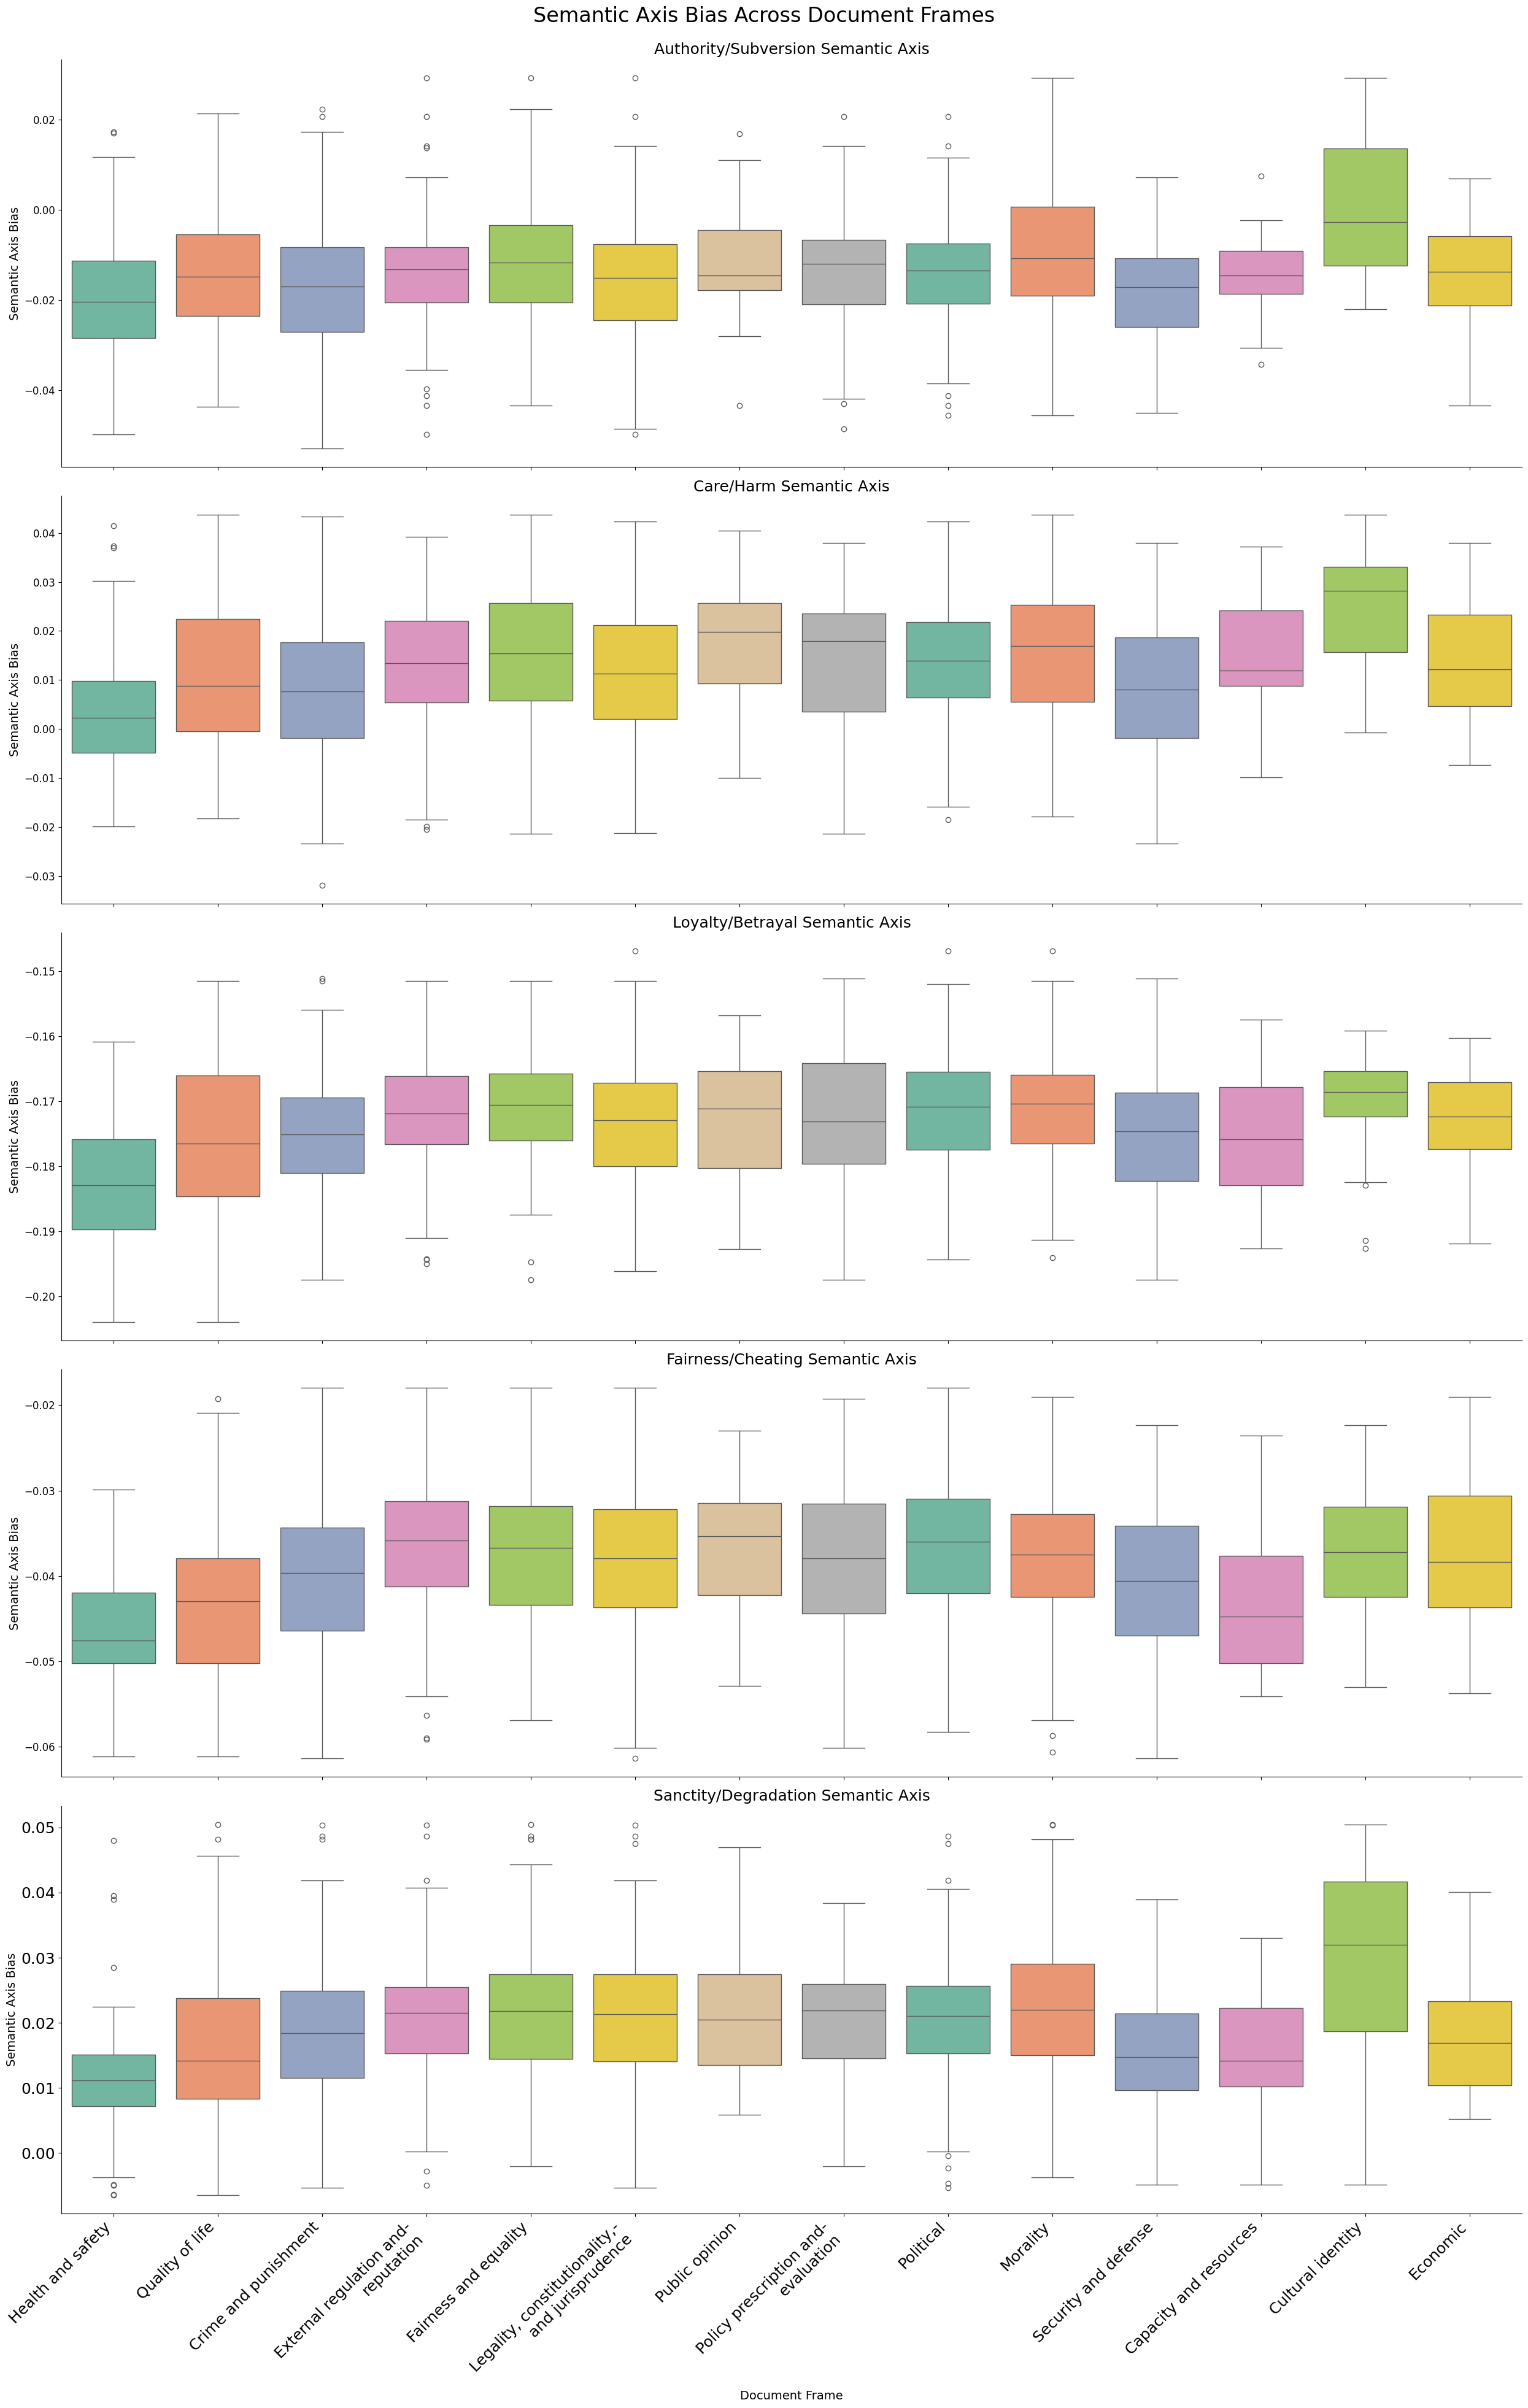 Semantic Axis Bias Across Document Frames
Authority/Subversion Semantic Axis
0.02
0.00
−0.02
−0.04
Semantic Axis Bias
Care/Harm Semantic Axis
0.04
0.03
0.02
0.01
0.00
−0.01
−0.02
−0.03
Semantic Axis Bias
Loyalty/Betrayal Semantic Axis
−0.15
−0.16
−0.17
−0.18
−0.19
−0.20
Semantic Axis Bias
Fairness/Cheating Semantic Axis
−0.02
−0.03
−0.04
−0.05
−0.06
Semantic Axis Bias
Sanctity/Degradation Semantic Axis
0.05
0.04
0.03
0.02
0.01
0.00
Semantic Axis Bias
Health and safety
Quality of life
Crime and punishment
External regulation and-
reputation
Fairness and equality
Legality, constitutionality,-
and jurisprudence
Public opinion
Policy prescription and-
evaluation
Political
Morality
Security and defense
Capacity and resources
Cultural identity
Economic
Document Frame